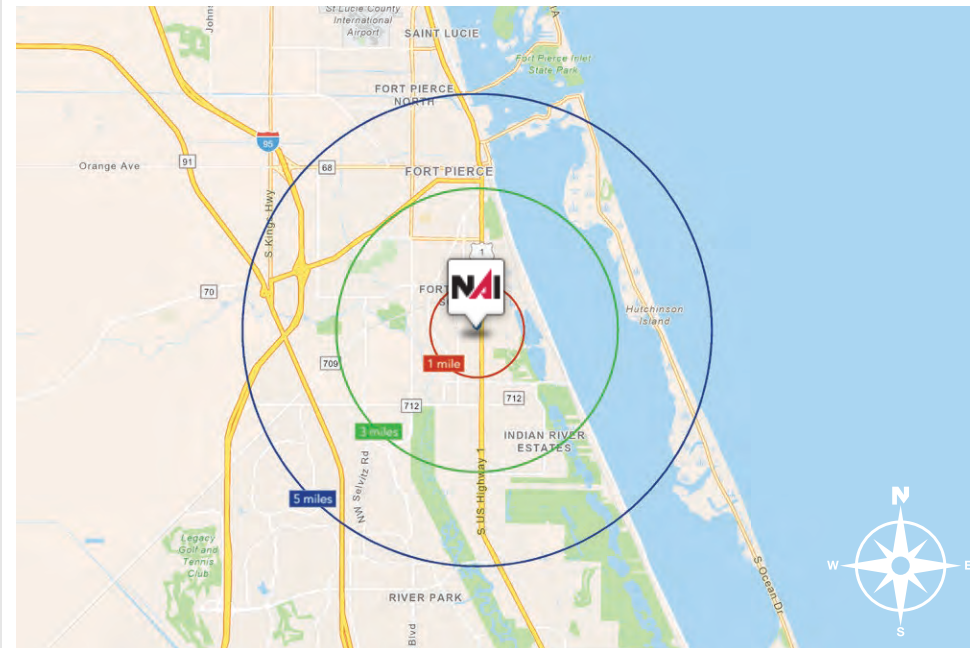 St Lucie County
International
Airport
SAINT LUCIE
Fort Pierce Inlet
State Park
FORT PIERCE
NORTH
95
Orange Ave
91
68
FORT PIERCE
S Kings Hwy
1
70
NAI
Hutchinson
Island
709
1 mile
712
712
3 miles
INDIAN RIVER
ESTATES
NW Selvitz Rd
S US Highway 1
5 miles
N
W
E
S
Legacy
Golf and
Tennis
Club
S Ocean Dr
RIVER PARK
Blvd